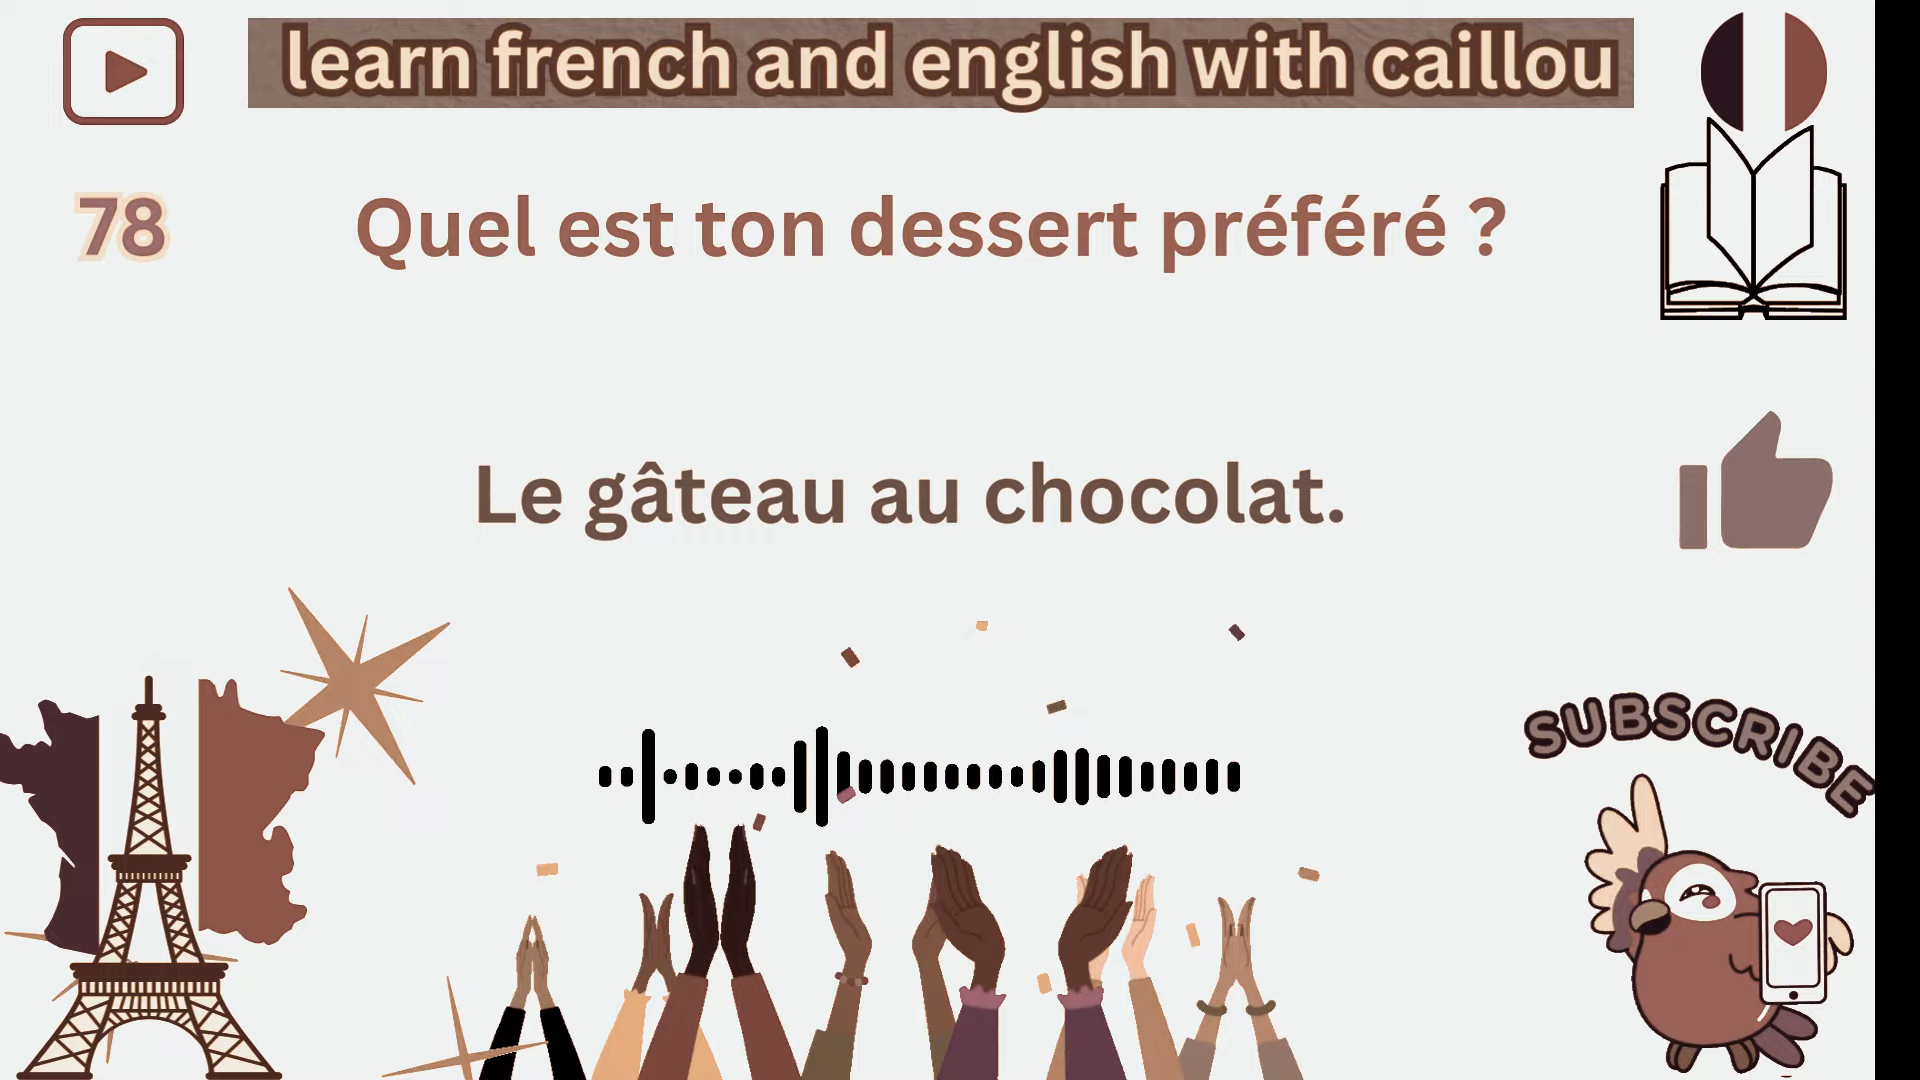 learn french and english with caillou
78
Quel est ton dessert préféré ?
Le gâteau au chocolat.
SUBSCRIBE